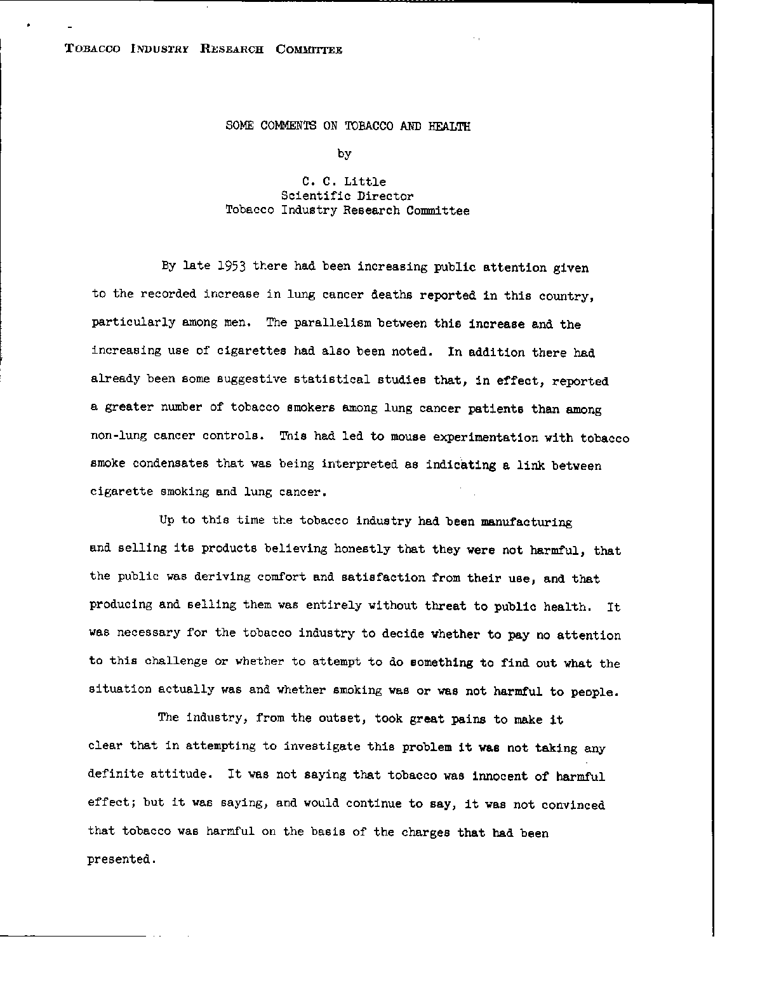 TOBACCO INDUSTRY RESEARCH COMMITTEE
SOME COMMENTS ON TOBACCO AND HEALTH
by
C. C. Little
Scientific Director
Tobacco Industry Research Committee
By late 1953 there had been increasing public attention given
to the recorded increase in lung cancer deaths reported in this country,
particularly among men. The parallelism between this increase and the
increasing use of cigarettes had also been noted. In addition there had
already been some suggestive statistical studies that, in effect, reported
a greater number of tobacco smokers among lung cancer patients than among
non-lung cancer controls. This had led to mouse experimentation with tobacco
smoke condensates that was being interpreted as indicating a link between
cigarette smoking and lung cancer.
Up to this time the tobacco industry had been manufacturing
and selling its products believing honestly that they were not harmful, that
the public was deriving comfort and satisfaction from their use, and that
producing and selling them was entirely without threat to public health. It
was necessary for the tobacco industry to decide whether to pay no attention
to this challenge or whether to attempt to do something to find out what the
situation actually was and whether smoking was or was not harmful to people.
The industry, from the outset, took great pains to make it
clear that in attempting to investigate this problem it was not taking any
definite attitude. It was not saying that tobacco was innocent of harmful
effect; but it was saying, and would continue to say, it was not convinced
that tobacco was harmful on the basis of the charges that had been
presented.